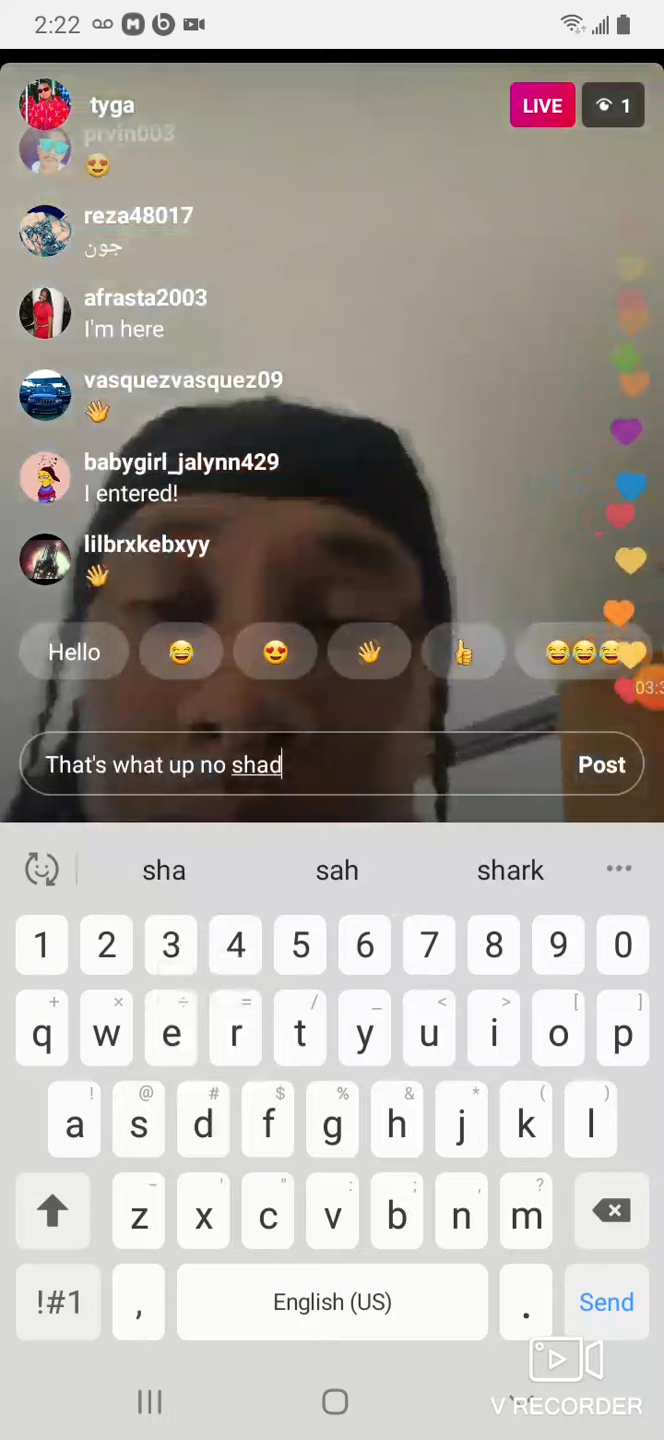 2:22
tyga
LIVE
1
prvin003
😍
reza48017
جون
afrasta2003
I'm here
vasquezvasquez09
👋
babygirl_jalynn429
I entered!
lilbrxkebxyy
👋
Hello 😂 😍 👋 👍 😂😂😂
03:3
That's what up no shad
Post
sha sah shark •••
1 2 3 4 5 6 7 8 9 0
+ × ÷ = / _ < > [ ]
q w e r t y u i o p
! @ # $ % & * ( )
a s d f g h j k l
- ' " : ; , ?
z x c v b n m
!#1 , English (US) . Send
V RECORDER